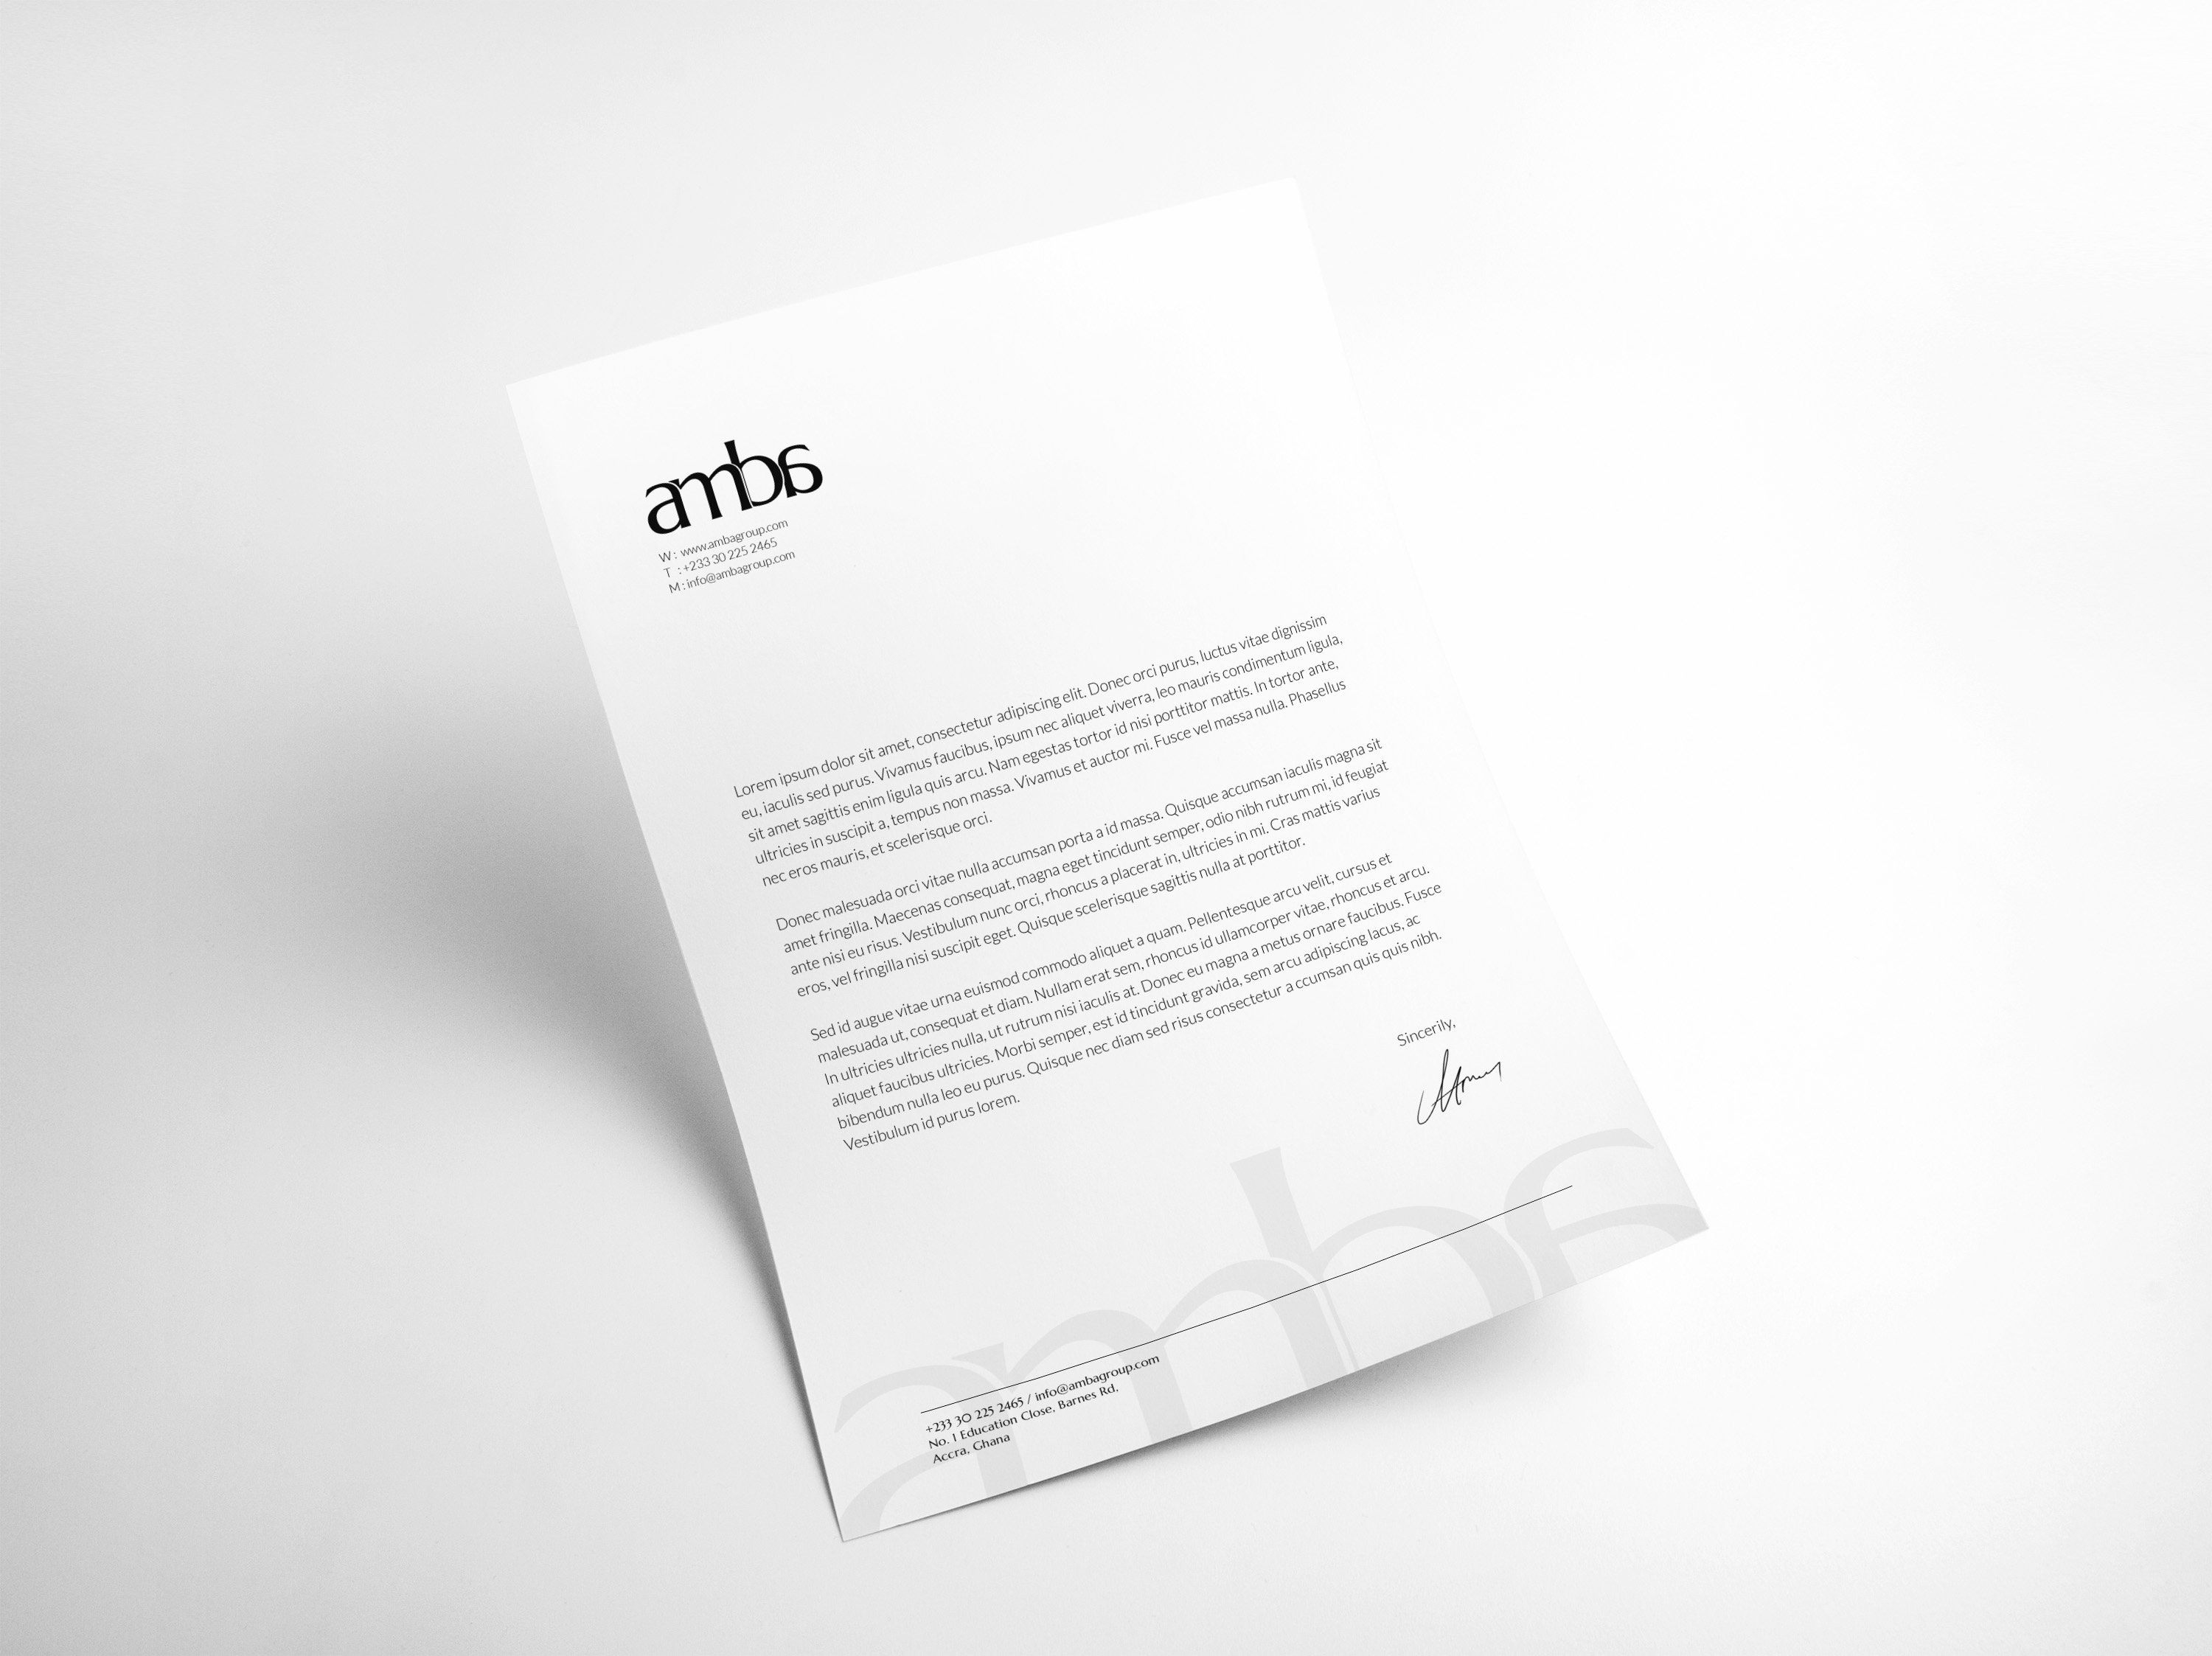 amba
W : www.ambagroup.com
T : +233 30 225 2465
M : info@ambagroup.com
Lorem ipsum dolor sit amet, consectetur adipiscing elit. Donec orci purus, luctus vitae dignissim
eu, iaculis sed purus. Vivamus faucibus, ipsum nec aliquet viverra, leo mauris condimentum ligula,
sit amet sagittis enim ligula quis arcu. Nam egestas tortor id nisi porttitor mattis. In tortor ante,
ultricies in suscipit a, tempus non massa. Vivamus et auctor mi. Fusce vel massa nulla. Phasellus
nec eros mauris, et scelerisque orci.
Donec malesuada orci vitae nulla accumsan porta a id massa. Quisque accumsan iaculis magna sit
amet fringilla. Maecenas consequat, magna eget tincidunt semper, odio nibh rutrum mi, id feugiat
ante nisi eu risus. Vestibulum nunc orci, rhoncus a placerat in, ultricies in mi. Cras mattis varius
eros, vel fringilla nisi suscipit eget. Quisque scelerisque sagittis nulla at porttitor.
Sed id augue vitae urna euismod commodo aliquet a quam. Pellentesque arcu velit, cursus et
malesuada ut, consequat et diam. Nullam erat sem, rhoncus id ullamcorper vitae, rhoncus et arcu.
In ultricies ultricies nulla, ut rutrum nisi iaculis at. Donec eu magna a metus ornare faucibus. Fusce
aliquet faucibus ultricies. Morbi semper, est id tincidunt gravida, sem arcu adipiscing lacus, ac
bibendum nulla leo eu purus. Quisque nec diam sed risus consectetur a ccumsan quis quis nibh.
Vestibulum id purus lorem.
Sincerily,
amba
+233 30 225 2465 / info@ambagroup.com
No. 1 Education Close, Barnes Rd.
Accra, Ghana